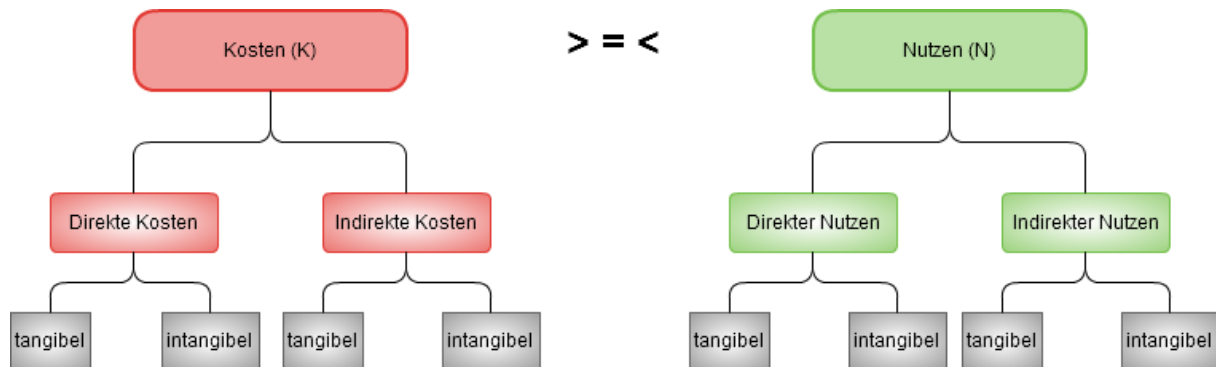 Kosten (K)
> = <
Nutzen (N)
Direkte Kosten
Indirekte Kosten
Direkter Nutzen
Indirekter Nutzen
tangibel
intangibel
tangibel
intangibel
tangibel
intangibel
tangibel
intangibel